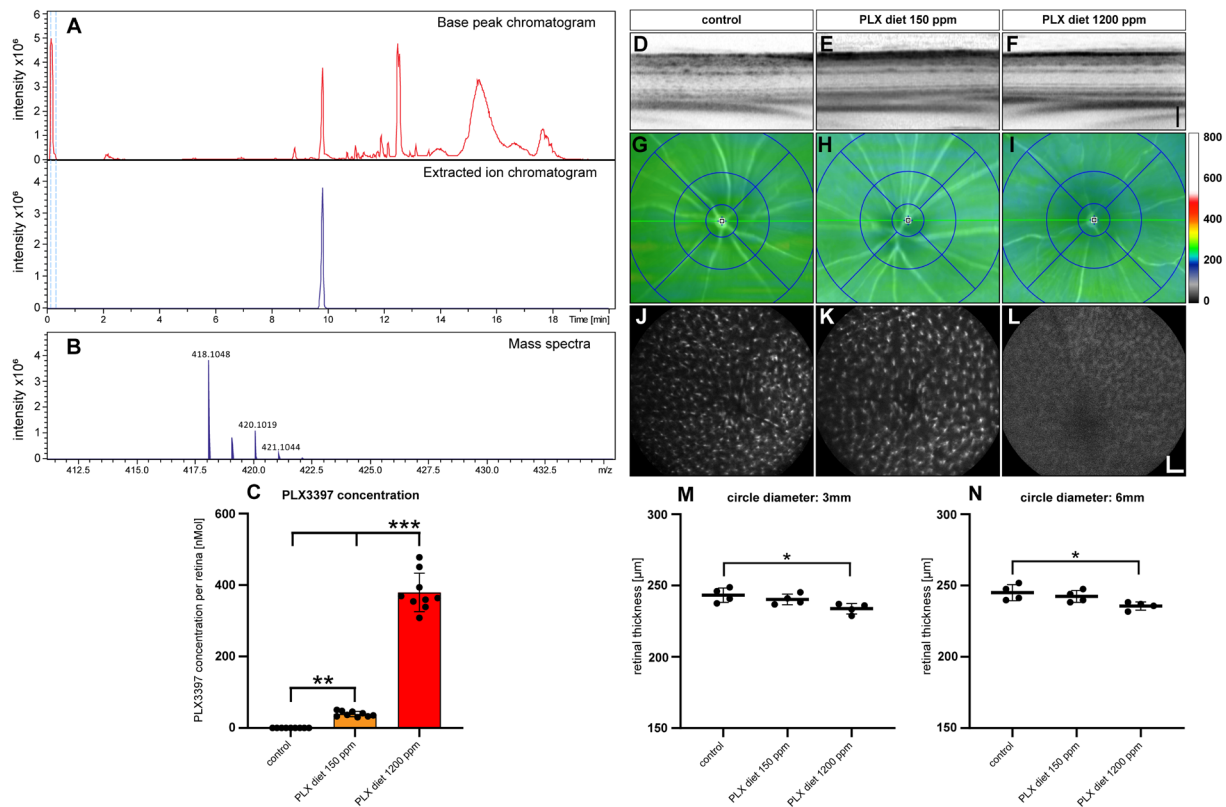 A
Base peak chromatogram
intensity x10⁶
6
5
4
3
2
1
0
Extracted ion chromatogram
intensity x10⁶
4
3
2
1
0
0 2 4 6 8 10 12 14 16 18 Time [min]
B
Mass spectra
intensity x10⁶
4
3
2
1
0
418.1048
420.1019
421.1044
412.5 415.0 417.5 420.0 422.5 425.0 427.5 430.0 432.5 m/z
C
PLX3397 concentration
PLX3397 concentration per retina [nMol]
600
400
200
0
***
**
control
PLX diet 150 ppm
PLX diet 1200 ppm
control
PLX diet 150 ppm
PLX diet 1200 ppm
D
E
F
G
H
I
800
600
400
200
0
J
K
L
M
circle diameter: 3mm
retinal thickness [µm]
300
250
200
150
*
control
PLX diet 150 ppm
PLX diet 1200 ppm
N
circle diameter: 6mm
retinal thickness [µm]
300
250
200
150
*
control
PLX diet 150 ppm
PLX diet 1200 ppm